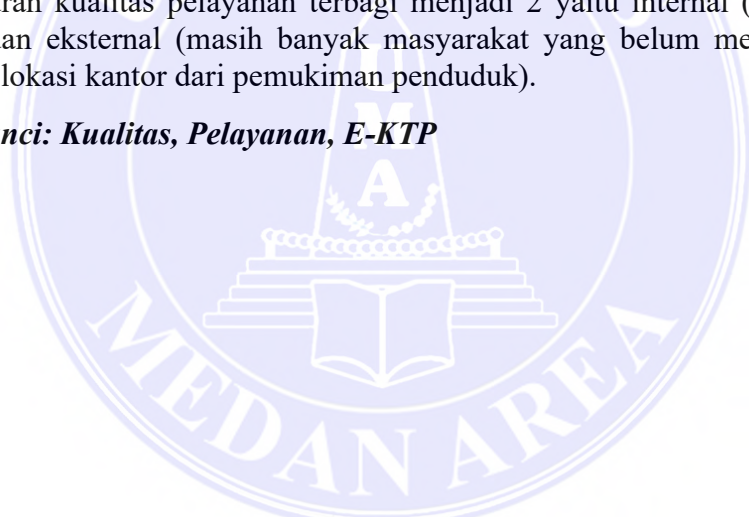 ran kualitas pelayanan terbagi menjadi 2 yaitu internal (
an eksternal (masih banyak masyarakat yang belum me
lokasi kantor dari pemukiman penduduk).
nci: Kualitas, Pelayanan, E-KTP
M
A
MEDAN AREA